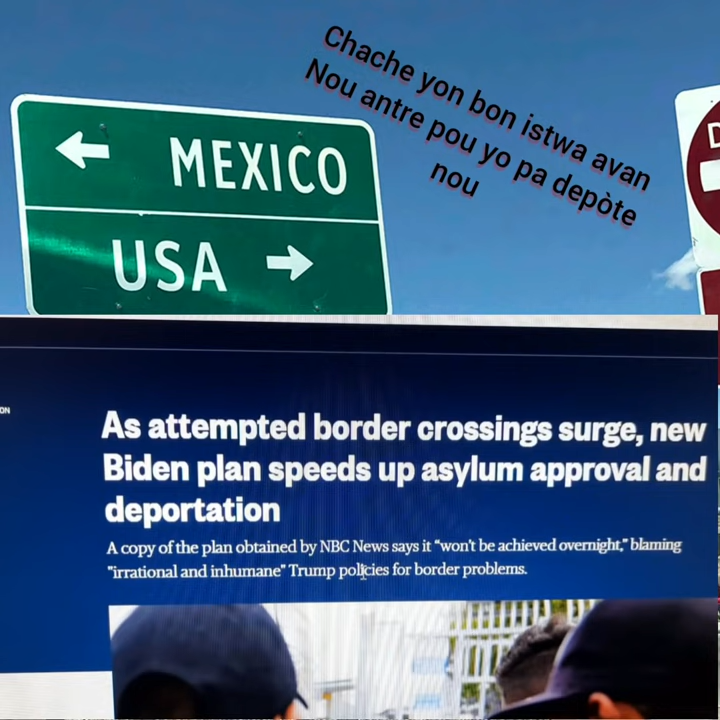 Chache yon bon istwa avan
Nou antre pou yo pa depòte
nou
MEXICO
USA
D
ON
As attempted border crossings surge, new
Biden plan speeds up asylum approval and
deportation
A copy of the plan obtained by NBC News says it “won't be achieved overnight,” blaming
"irrational and inhumane” Trump policies for border problems.